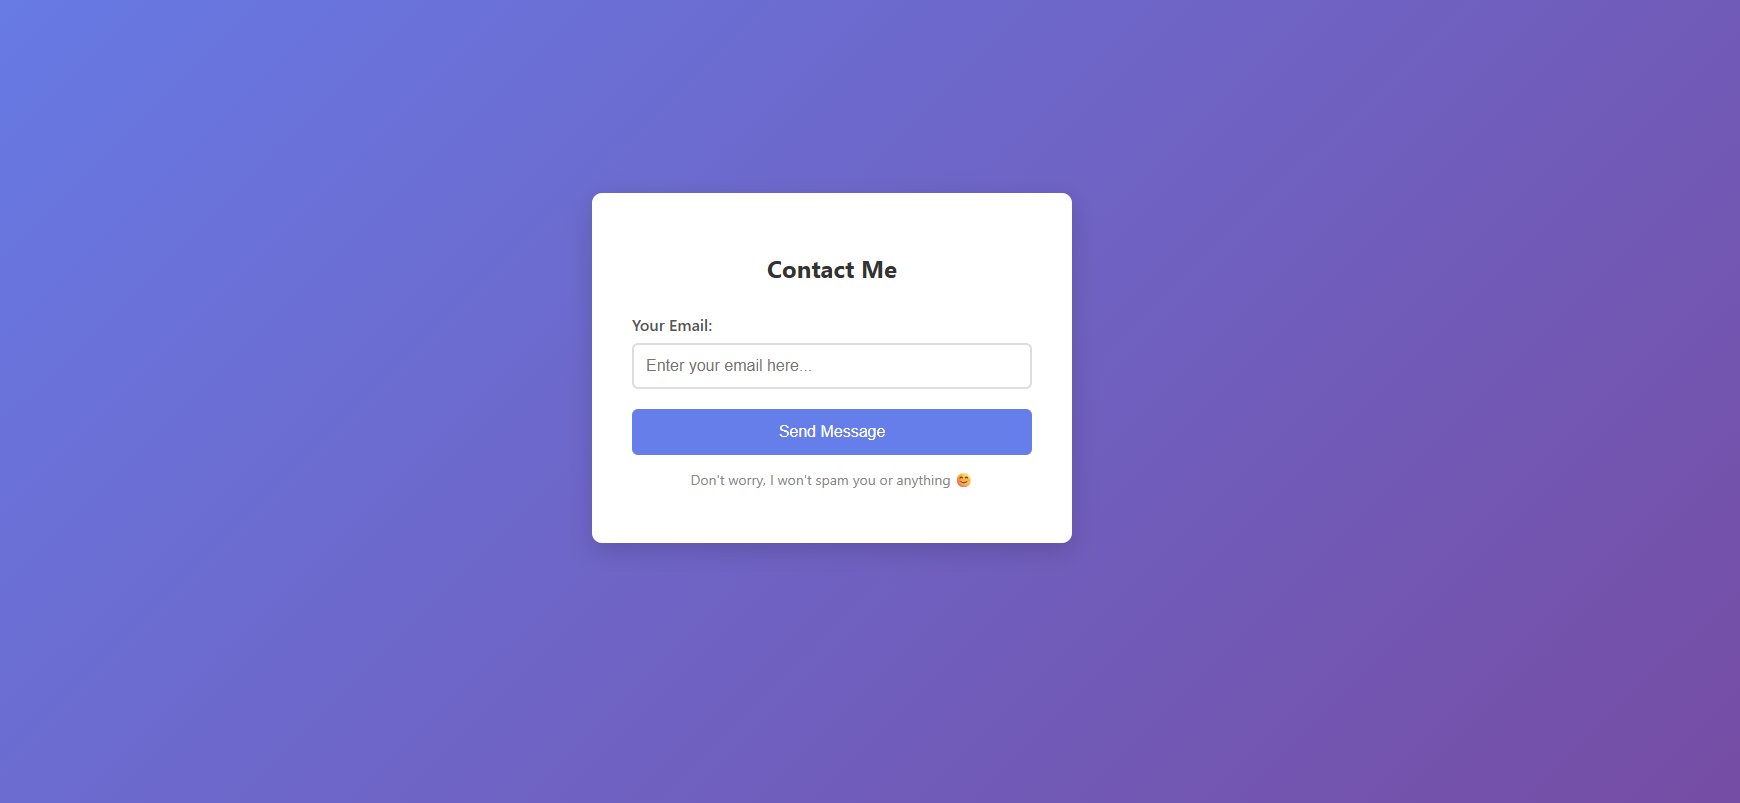 Contact Me
Your Email:
Enter your email here...
Send Message
Don't worry, I won't spam you or anything 😊